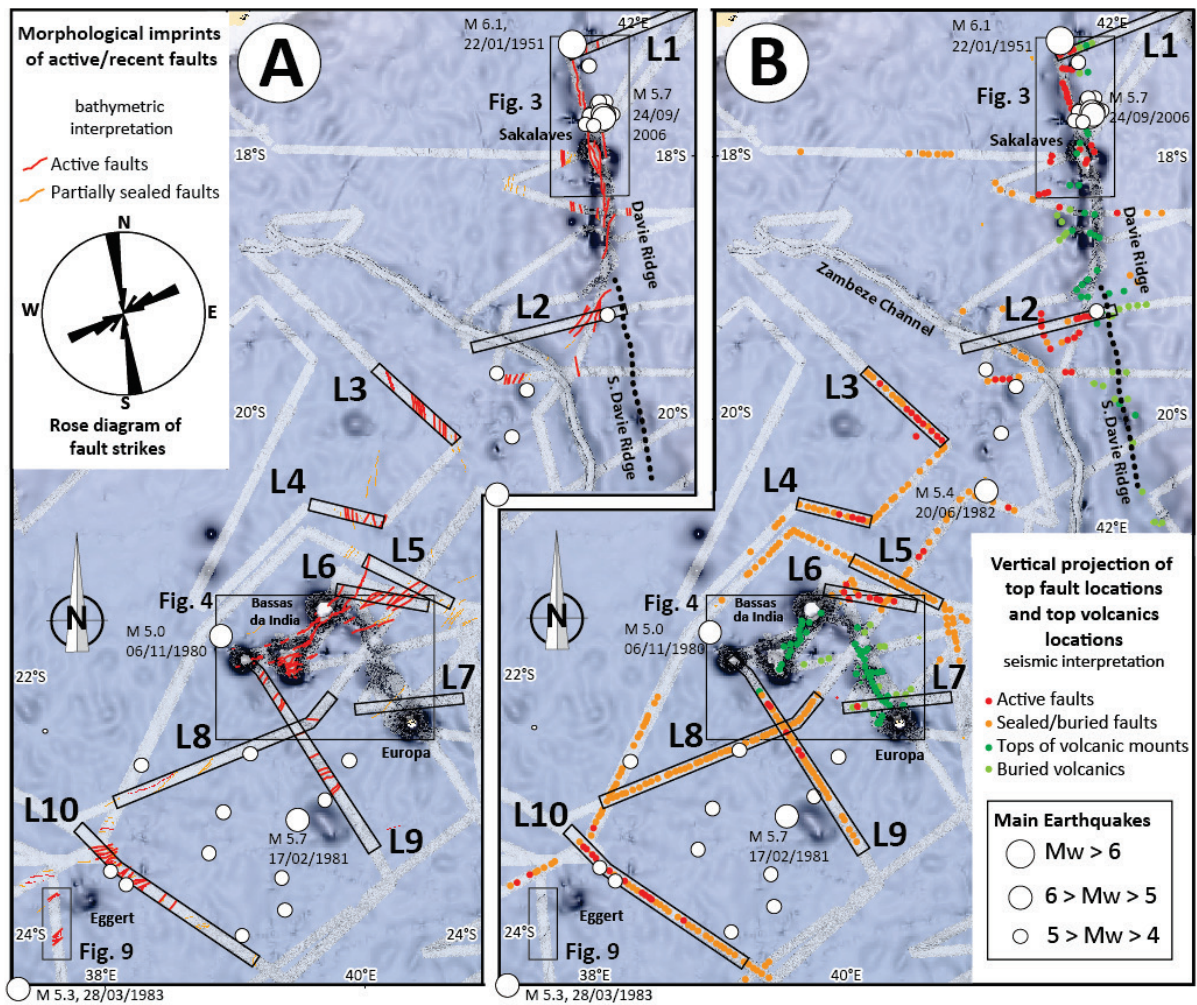 Morphological imprints
of active/recent faults
bathymetric
interpretation
Active faults
Partially sealed faults
N
W
E
S
Rose diagram of
fault strikes
A
M 6.1,
22/01/1951
42°E
L1
Fig. 3
M 5.7
24/09/
2006
Sakalaves
18°S
Davie Ridge
L2
S. Davie Ridge
L3
20°S
L4
L5
L6
N
Fig. 4
Bassas
da India
M 5.0
06/11/1980
22°S
L7
L8
Europa
L10
M 5.7
17/02/1981
L9
Eggert
24°S
Fig. 9
38°E
40°E
M 5.3, 28/03/1983
B
M 6.1
22/01/1951
42°E
L1
Fig. 3
M 5.7
24/09/2006
Sakalaves
18°S
Davie Ridge
Zambeze Channel
L2
L3
20°S
S. Davie Ridge
L4
M 5.4
20/06/1982
42°E
L5
L6
N
Fig. 4
Bassas
da India
M 5.0
06/11/1980
22°S
L7
L8
Europa
L10
M 5.7
17/02/1981
L9
Eggert
24°S
Fig. 9
38°E
40°E
M 5.3, 28/03/1983
Vertical projection of
top fault locations
and top volcanics
locations
seismic interpretation
Active faults
Sealed/buried faults
Tops of volcanic mounts
Buried volcanics
Main Earthquakes
Mw > 6
6 > Mw > 5
5 > Mw > 4